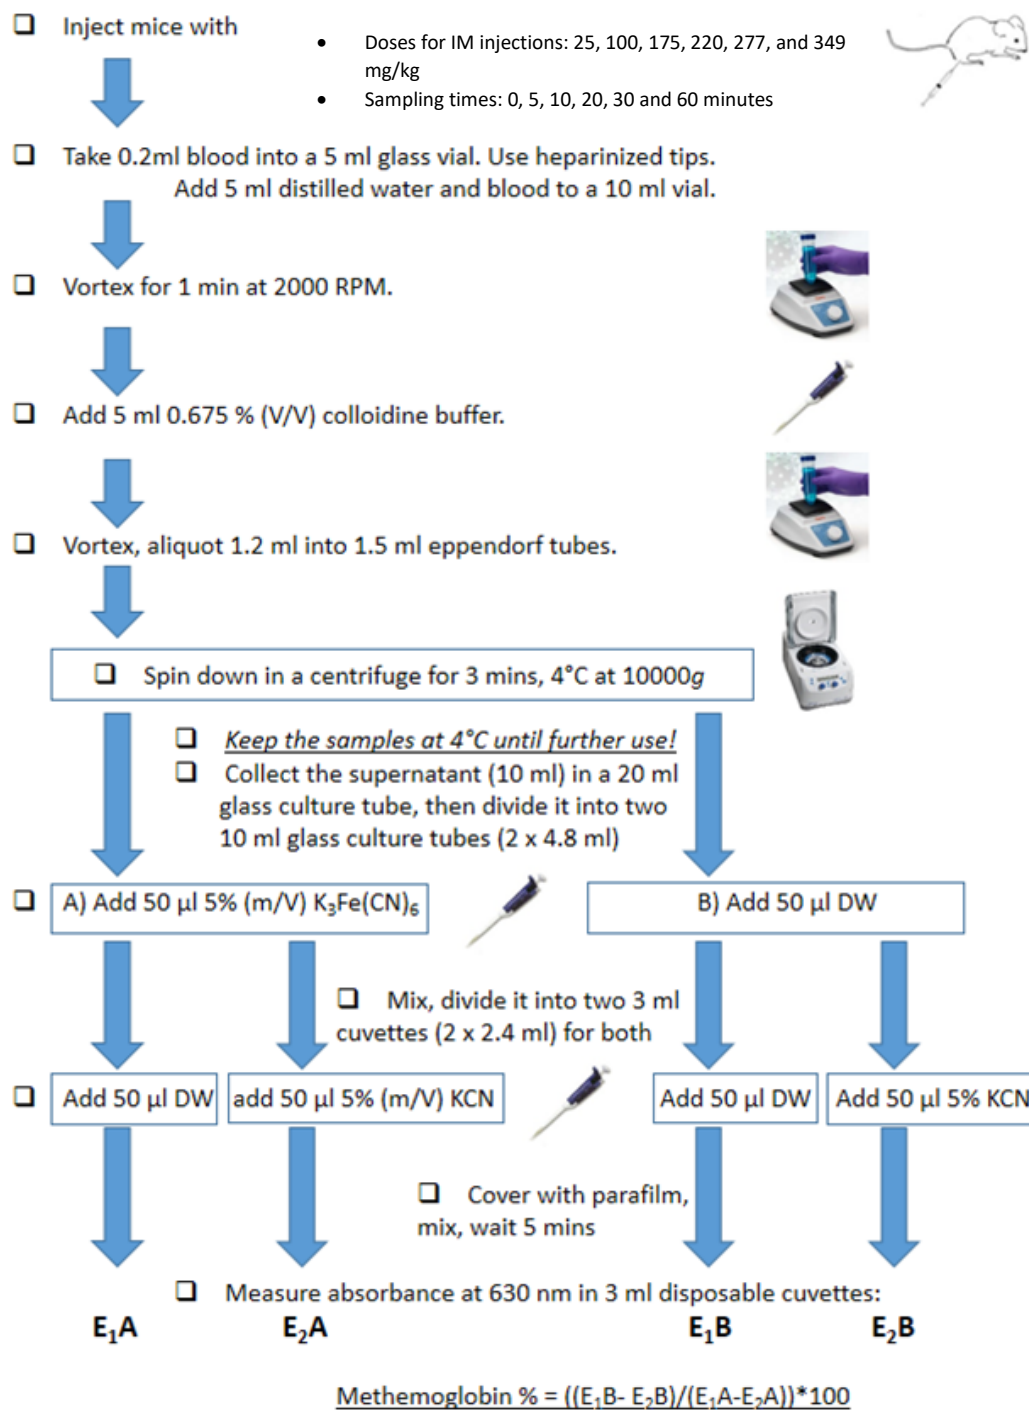 Inject mice with
• Doses for IM injections: 25, 100, 175, 220, 277, and 349
mg/kg
• Sampling times: 0, 5, 10, 20, 30 and 60 minutes
Take 0.2ml blood into a 5 ml glass vial. Use heparinized tips.
Add 5 ml distilled water and blood to a 10 ml vial.
Vortex for 1 min at 2000 RPM.
Add 5 ml 0.675 % (V/V) colloidine buffer.
Vortex, aliquot 1.2 ml into 1.5 ml eppendorf tubes.
Spin down in a centrifuge for 3 mins, 4°C at 10000g
Keep the samples at 4°C until further use!
Collect the supernatant (10 ml) in a 20 ml
glass culture tube, then divide it into two
10 ml glass culture tubes (2 x 4.8 ml)
A) Add 50 µl 5% (m/V) K₃Fe(CN)₆
B) Add 50 µl DW
Mix, divide it into two 3 ml
cuvettes (2 x 2.4 ml) for both
Add 50 µl DW
add 50 µl 5% (m/V) KCN
Add 50 µl DW
Add 50 µl 5% KCN
Cover with parafilm,
mix, wait 5 mins
Measure absorbance at 630 nm in 3 ml disposable cuvettes:
E₁A
E₂A
E₁B
E₂B
Methemoglobin % = ((E₁B- E₂B)/(E₁A-E₂A))*100